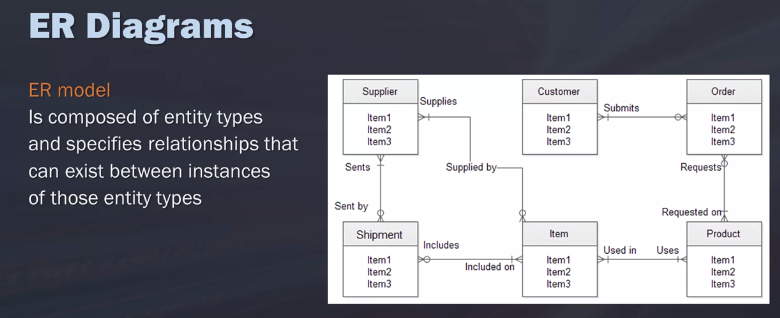 ER Diagrams
ER model
Is composed of entity types
and specifies relationships that
can exist between instances
of those entity types
Supplier
Item1
Item2
Item3
Supplies
Customer
Item1
Item2
Item3
Submits
Order
Item1
Item2
Item3
Sents
Supplied by
Requests
Sent by
Requested on
Shipment
Item1
Item2
Item3
Includes
Included on
Item
Item1
Item2
Item3
Used in
Uses
Product
Item1
Item2
Item3